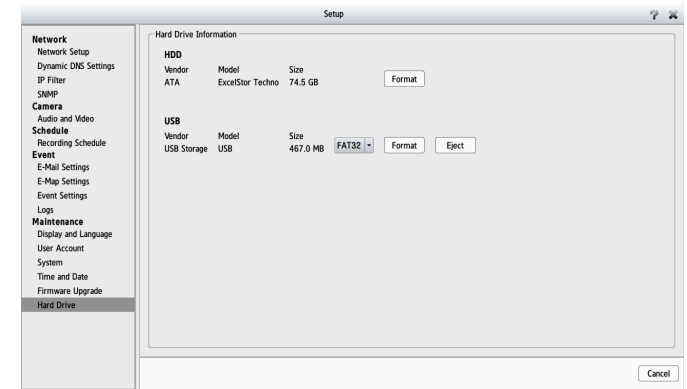 Setup
Network
Network Setup
Dynamic DNS Settings
IP Filter
SNMP
Camera
Audio and Video
Schedule
Recording Schedule
Event
E-Mail Settings
E-Map Settings
Event Settings
Logs
Maintenance
Display and Language
User Account
System
Time and Date
Firmware Upgrade
Hard Drive
Hard Drive Information
HDD
Vendor Model Size
ATA ExcelStor Techno 74.5 GB Format
USB
Vendor Model Size
USB Storage USB 467.0 MB FAT32 Format Eject
Cancel